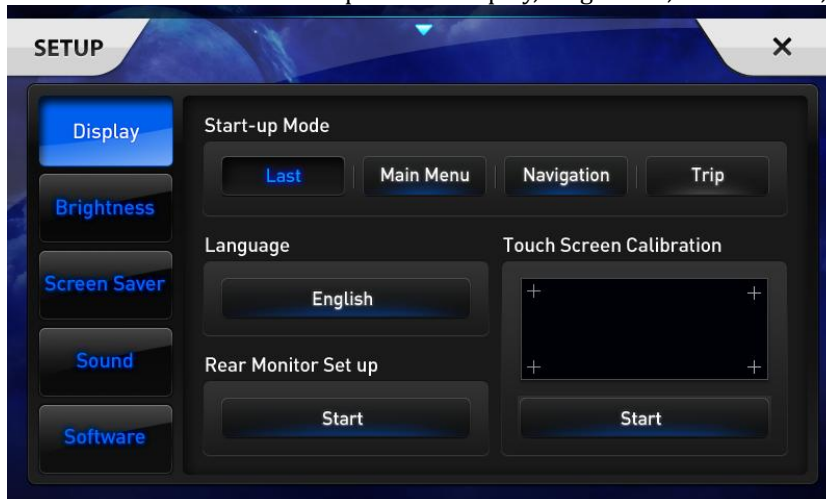 SETUP
Display
Brightness
Screen Saver
Sound
Software
Start-up Mode
Last Main Menu Navigation Trip
Language
English
Touch Screen Calibration
Rear Monitor Set up
Start
Start